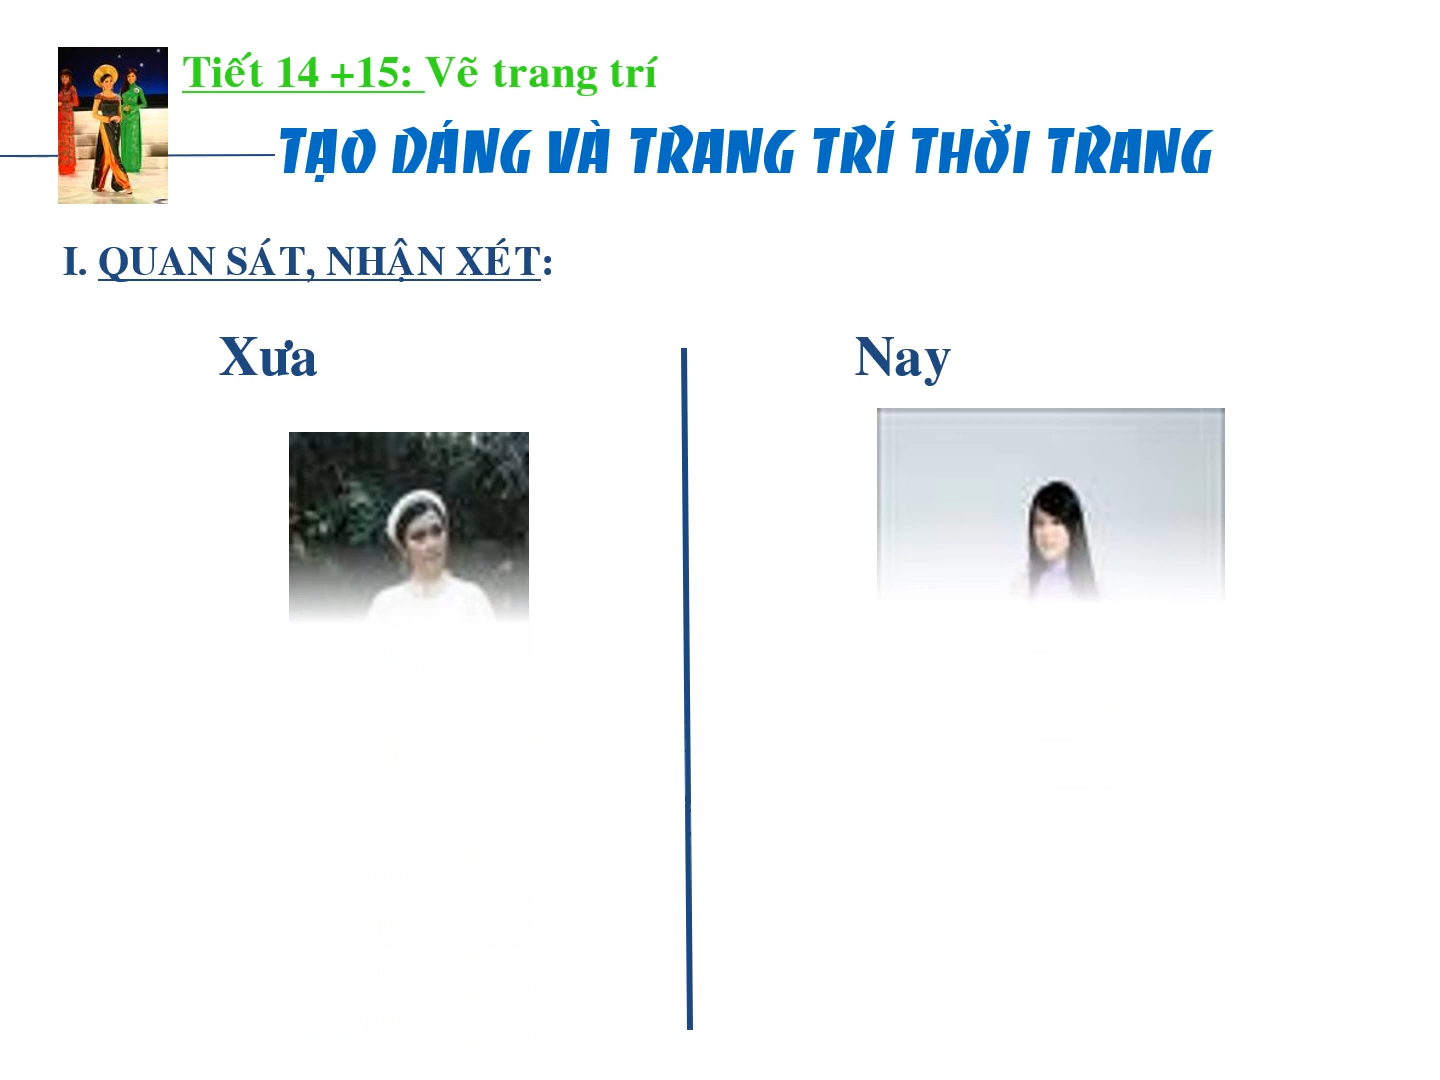 Tiết 14 +15: Vẽ trang trí
TẠO DÁNG VÀ TRANG TRÍ THỜI TRANG
I. QUAN SÁT, NHẬN XÉT:
Xưa
Nay